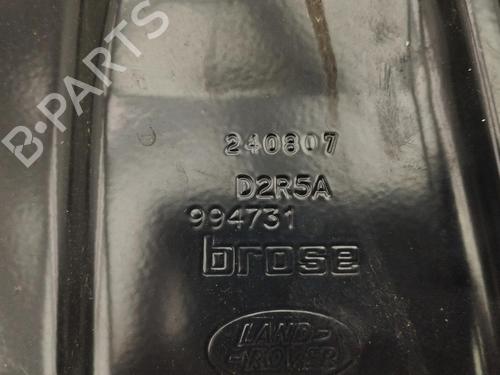 B-PARTS
240807
D2R5A
994731
brose
LAND-
-ROVER